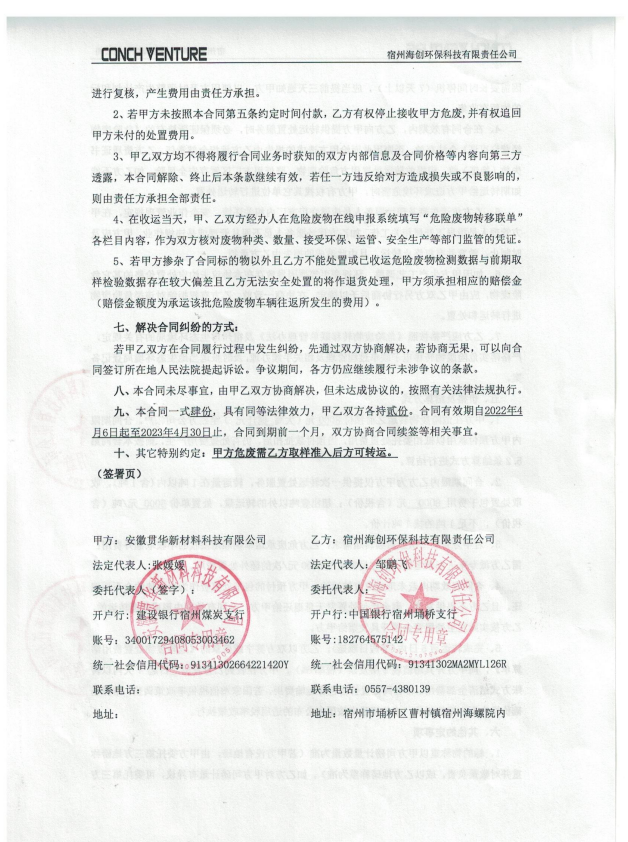 CONCH VENTURE
宿州海创环保科技有限责任公司
进行复核，产生费用由责任方承担。
2、若甲方未按照本合同第五条约定时间付款，乙方有权停止接收甲方危废，并有权追回
甲方未付的处置费用。
3、甲乙双方均不得将履行合同业务时获知的双方内部信息及合同价格等内容向第三方
透露，本合同解除、终止后本条款继续有效，若任一方违反给对方造成损失或不良影响的，
则由责任方承担全部责任。
4、在收运当天，甲、乙双方经办人在危险废物在线申报系统填写“危险废物转移联单”
各栏目内容，作为双方核对废物种类、数量、接受环保、运管、安全生产等部门监管的凭证。
5、若甲方掺杂了合同标的物以外且乙方不能处置或已收运危险废物检测数据与前期取
样检验数据存在较大偏差且乙方无法安全处置的将作退货处理，甲方须承担相应的赔偿金
（赔偿金额度为承运该批危险废物车辆往返所发生的费用）。
七、解决合同纠纷的方式：
若甲乙双方在合同履行过程中发生纠纷，先通过双方协商解决，若协商无果，可以向合
同签订所在地人民法院提起诉讼。争议期间，各方仍应继续履行未涉争议的条款。
八、本合同未尽事宜，由甲乙双方协商解决，但未达成协议的，按照有关法律法规执行。
九、本合同一式肆份，具有同等法律效力，甲乙双方各持贰份。合同有效期自2022年4
月6日起至2023年4月30日止，合同到期前一个月，双方协商合同续签等相关事宜。
十、其它特别约定：甲方危废需乙方取样准入后方可转运。
（签署页）
甲方：安徽贯华新材料科技有限公司
法定代表人：张媛媛
委托代表人（签字）：
开户行：建设银行宿州煤炭支行
账号：34001729408053003462
统一社会信用代码：91341302664221420Y
联系电话：
地址：
乙方：宿州海创环保科技有限责任公司
法定代表人：邹鹏飞
委托代表人：
开户行:中国银行宿州埇桥支行
账号:182764575142
统一社会信用代码：91341302MA2MYL126R
联系电话：0557-4380139
地址：宿州市埇桥区曹村镇宿州海螺院内
合同专用章
合同专用章